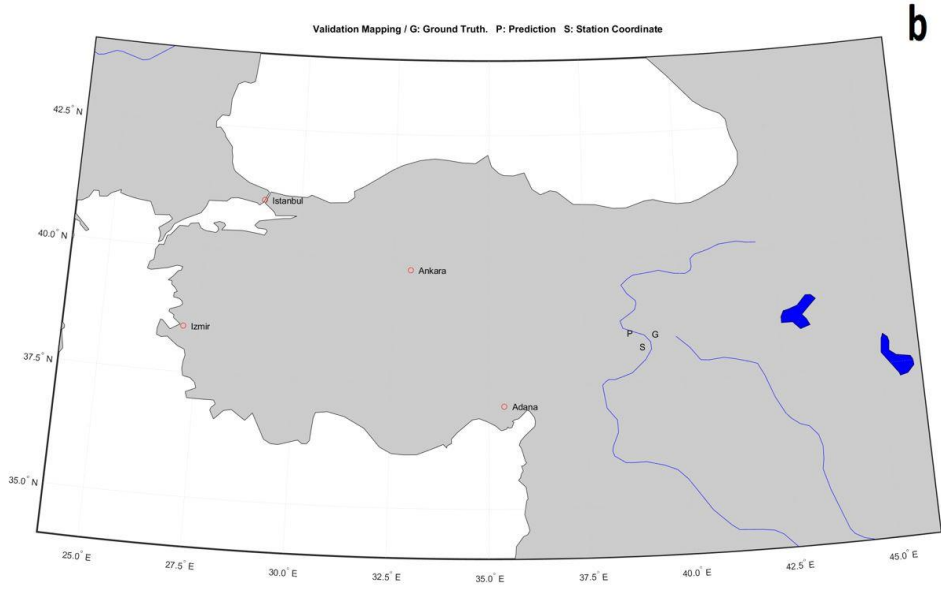 Validation Mapping / G: Ground Truth. P: Prediction S: Station Coordinate
b
42.5° N
40.0° N
37.5° N
35.0° N
Istanbul
Ankara
Izmir
P G
S
Adana
25.0° E
27.5° E
30.0° E
32.5° E
35.0° E
37.5° E
40.0° E
42.5° E
45.0° E